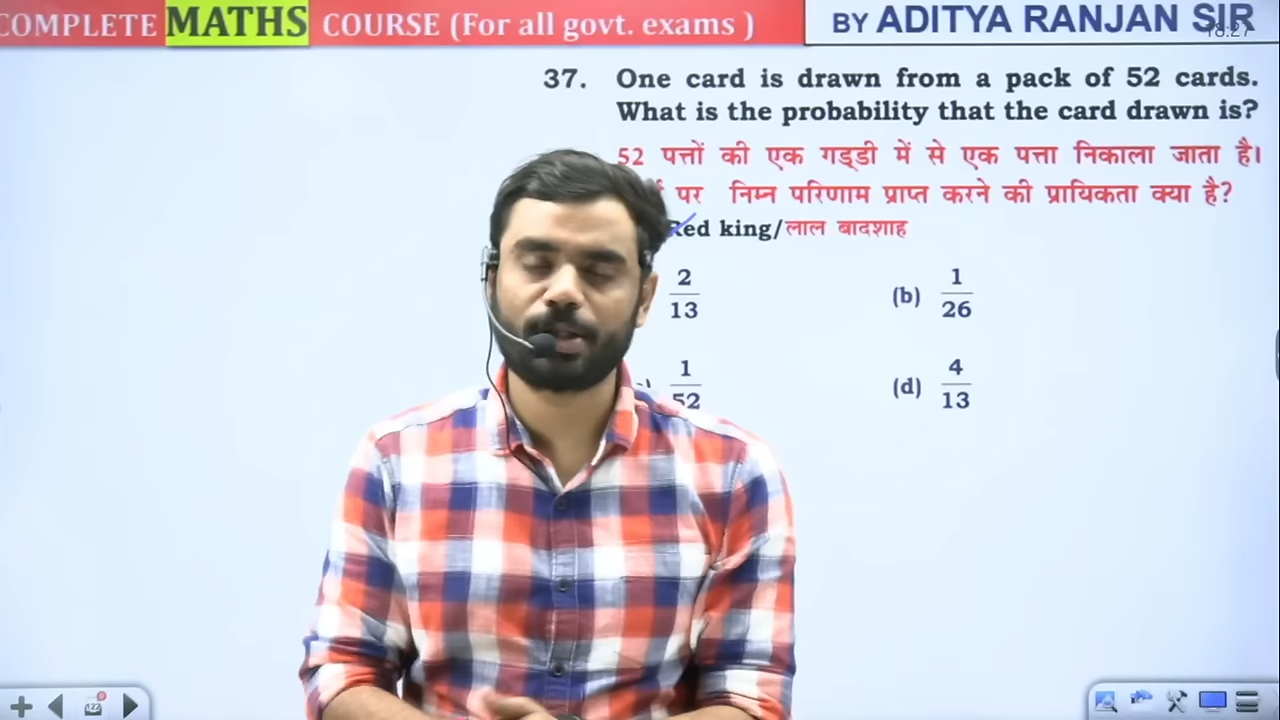 COMPLETE MATHS COURSE (For all govt. exams )
BY ADITYA RANJAN SIR
18:27
37. One card is drawn from a pack of 52 cards.
What is the probability that the card drawn is?
52 पत्तों की एक गड्डी में से एक पत्ता निकाला जाता है।
पर निम्न परिणाम प्राप्त करने की प्रायिकता क्या है?
Red king/लाल बादशाह
2/13 (b) 1/26
1/52 (d) 4/13